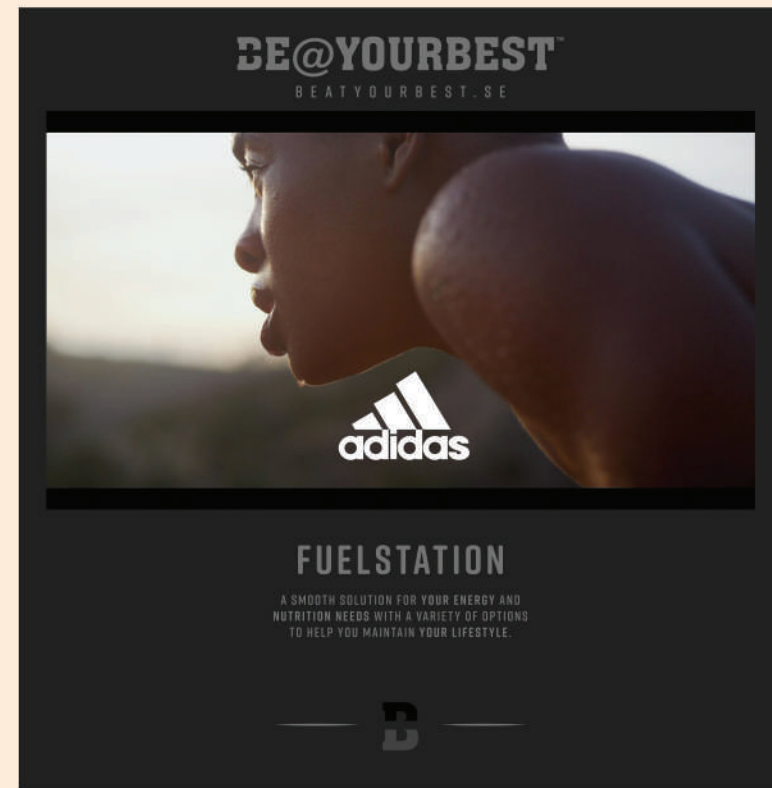 BE@YOURBEST™
BEATYOURBEST.SE
adidas
FUELSTATION
A SMOOTH SOLUTION FOR YOUR ENERGY AND
NUTRITION NEEDS WITH A VARIETY OF OPTIONS
TO HELP YOU MAINTAIN YOUR LIFESTYLE.
B